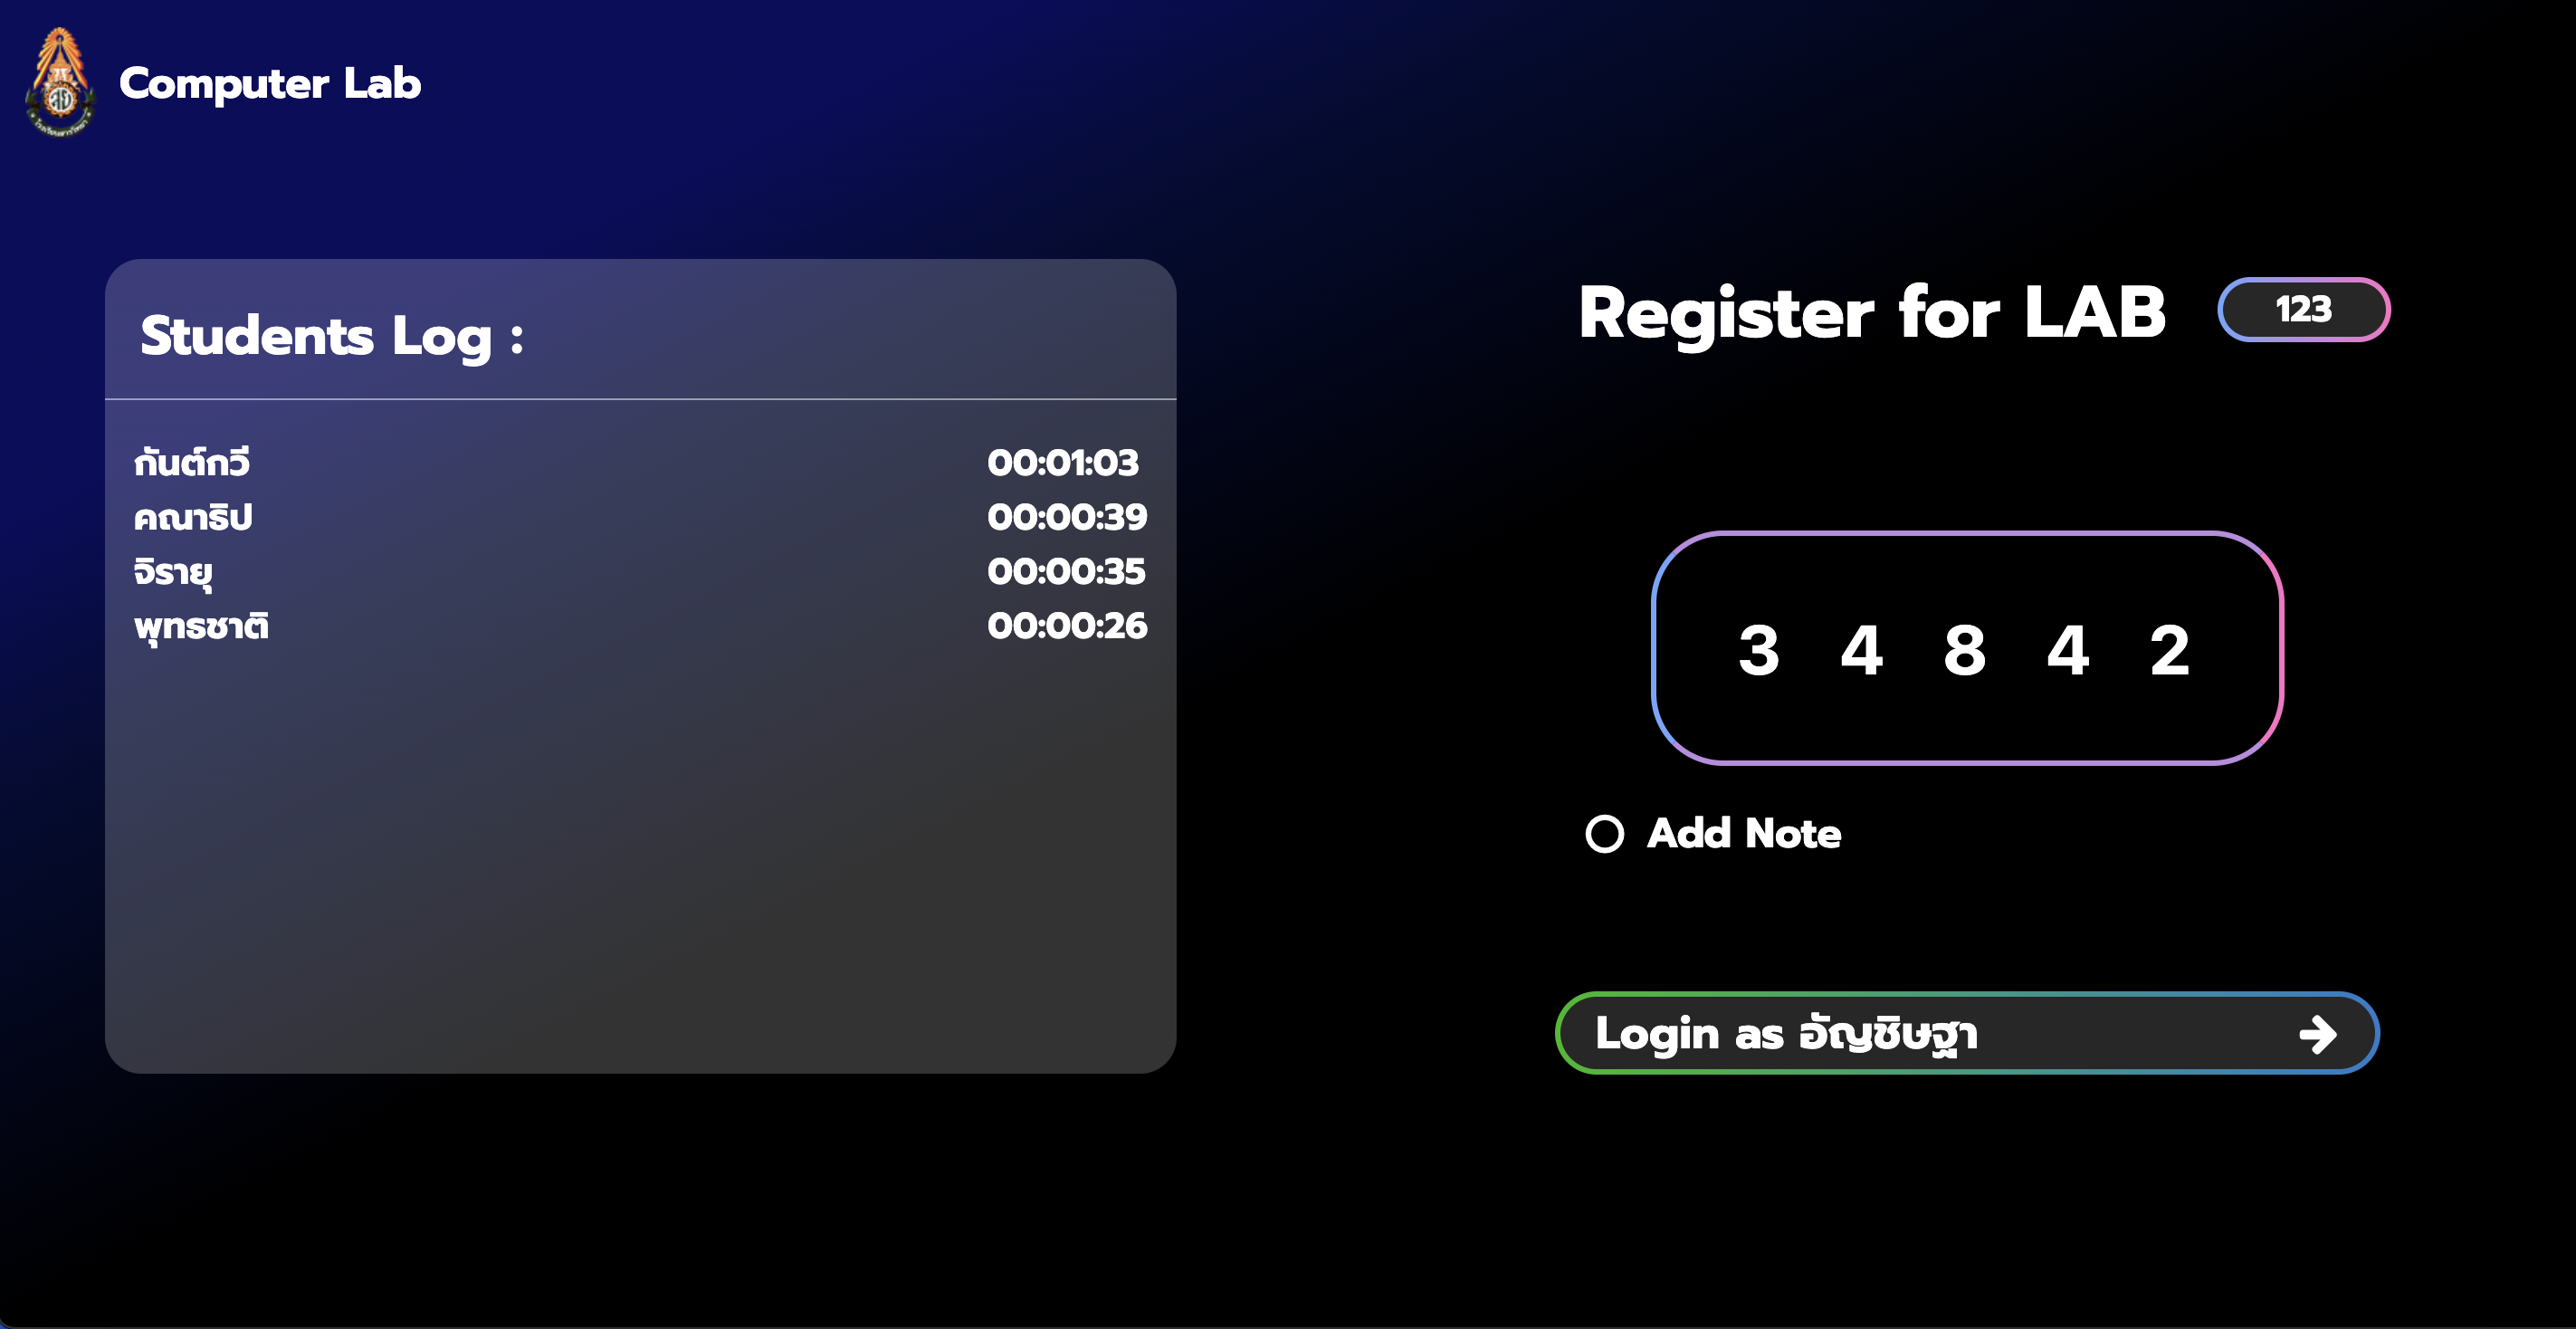 Computer Lab
Students Log :
กันต์กวี 00:01:03
คณาธิป 00:00:39
จิรายุ 00:00:35
พุทธชาติ 00:00:26
Register for LAB 123
3 4 8 4 2
Add Note
Login as อัญชิษฐา